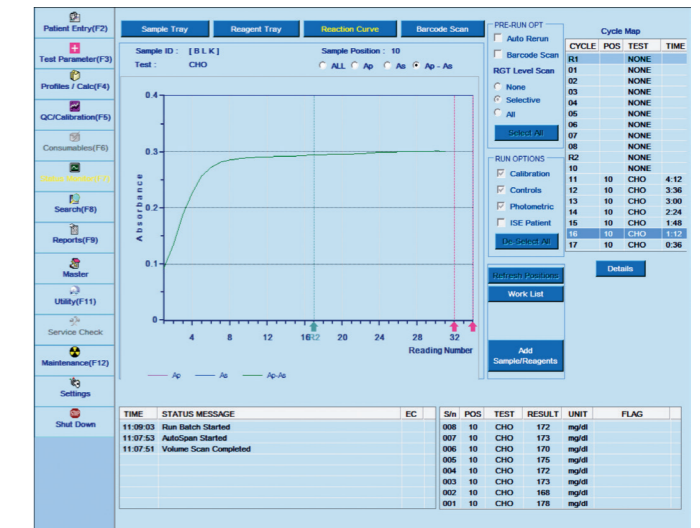 Patient Entry(F2)
Test Parameter(F3)
Profiles / Calc(F4)
QC/Calibration(F5)
Consumables(F6)
Search(F8)
Reports(F9)
Master
Utility(F11)
Service Check
Maintenance(F12)
Settings
Shut Down
Sample Tray Reagent Tray Reaction Curve Barcode Scan
Sample ID : [ B L K ] Sample Position : 10
Test : CHO ALL Ap As Ap - As
0.4
0.3
0.2
0.1
0
Absorbance
4 8 12 16 R2 20 24 28 32
Reading Number
Ap As Ap-As
PRE-RUN OPT
Auto Rerun
Barcode Scan
RGT Level Scan
None
Selective
All
Select All
RUN OPTIONS
Calibration
Controls
Photometric
ISE Patient
De-Select All
Refresh Positions
Work List
Add
Sample/Reagents
Cycle Map
CYCLE POS TEST TIME
R1 NONE
01 NONE
02 NONE
03 NONE
04 NONE
05 NONE
06 NONE
07 NONE
08 NONE
R2 NONE
10 NONE
11 10 CHO 4:12
12 10 CHO 3:36
13 10 CHO 3:00
14 10 CHO 2:24
15 10 CHO 1:48
16 10 CHO 1:12
17 10 CHO 0:36
Details
TIME STATUS MESSAGE EC
11:09:03 Run Batch Started
11:07:53 AutoSpan Started
11:07:51 Volume Scan Completed
S/n POS TEST RESULT UNIT FLAG
008 10 CHO 172 mg/dl
007 10 CHO 173 mg/dl
006 10 CHO 170 mg/dl
005 10 CHO 175 mg/dl
004 10 CHO 172 mg/dl
003 10 CHO 173 mg/dl
002 10 CHO 168 mg/dl
001 10 CHO 178 mg/dl